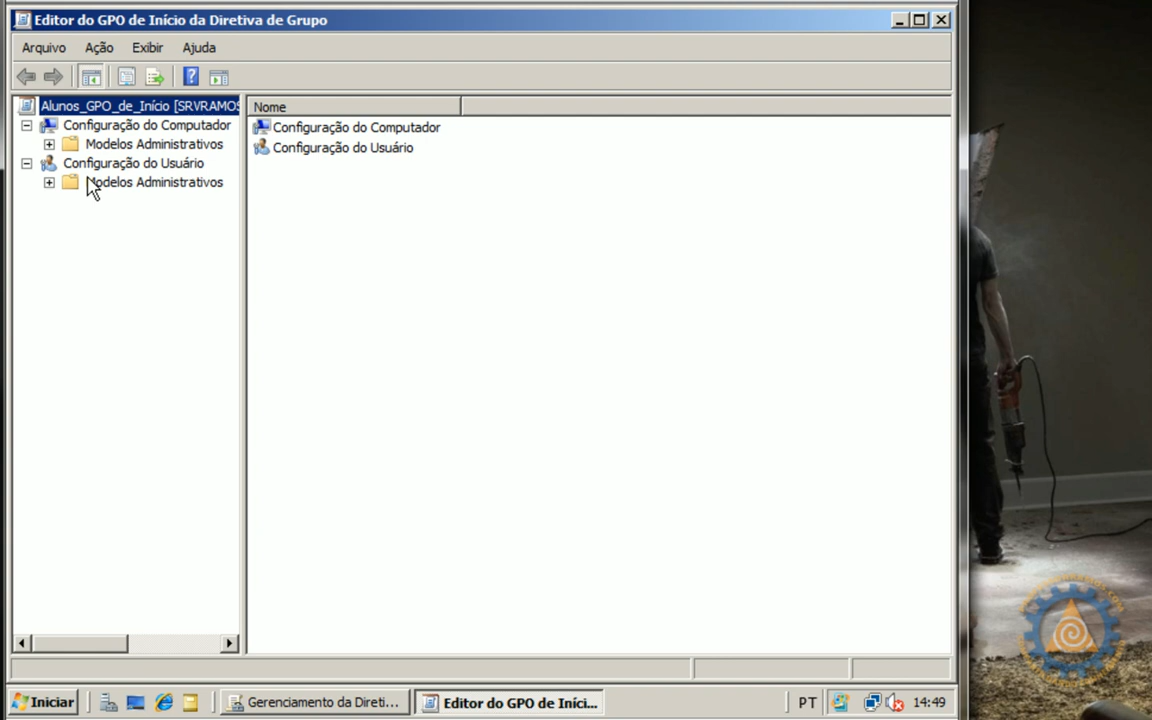 Editor do GPO de Início da Diretiva de Grupo
Arquivo Ação Exibir Ajuda
Alunos_GPO_de_Início [SRVRAMOS
Configuração do Computador
Modelos Administrativos
Configuração do Usuário
Modelos Administrativos
Nome
Configuração do Computador
Configuração do Usuário
Iniciar
Gerenciamento da Direti...
Editor do GPO de Iníci...
PT
14:49